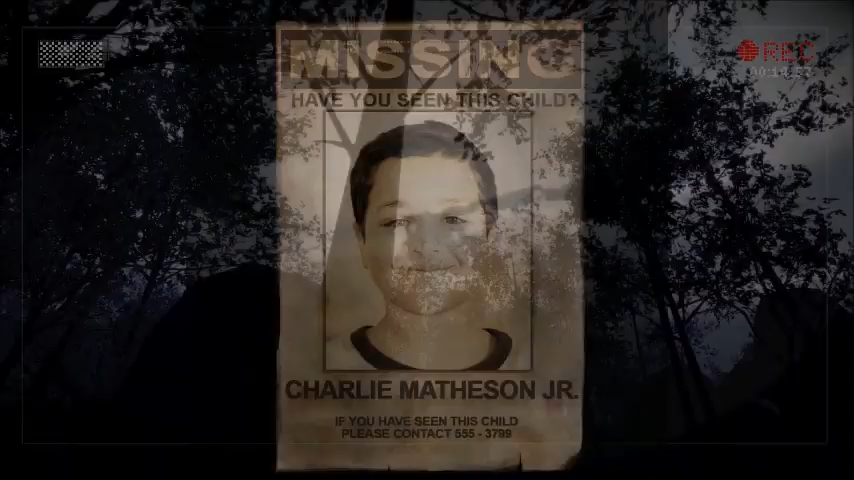 MISSING
REC
HAVE YOU SEEN THIS CHILD?
CHARLIE MATHESON JR.
IF YOU HAVE SEEN THIS CHILD
PLEASE CONTACT 555 - 3799